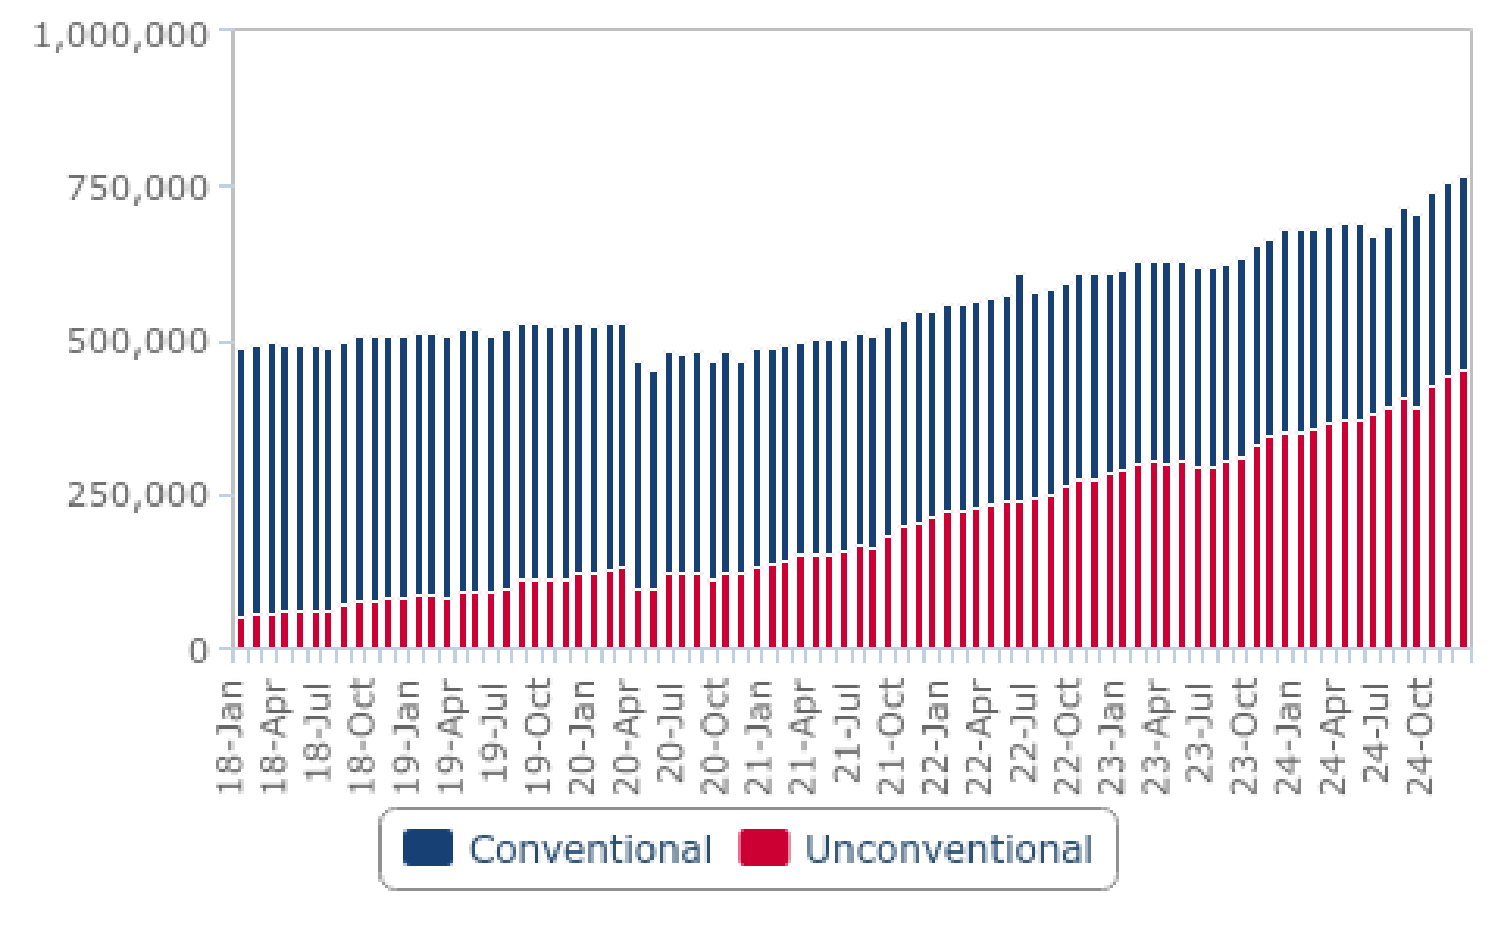 1,000,000
750,000
500,000
250,000
0
18-Jan
18-Apr
18-Jul
18-Oct
19-Jan
19-Apr
19-Jul
19-Oct
20-Jan
20-Apr
20-Jul
20-Oct
21-Jan
21-Apr
21-Jul
21-Oct
22-Jan
22-Apr
22-Jul
22-Oct
23-Jan
23-Apr
23-Jul
23-Oct
24-Jan
24-Apr
24-Jul
24-Oct
Conventional Unconventional